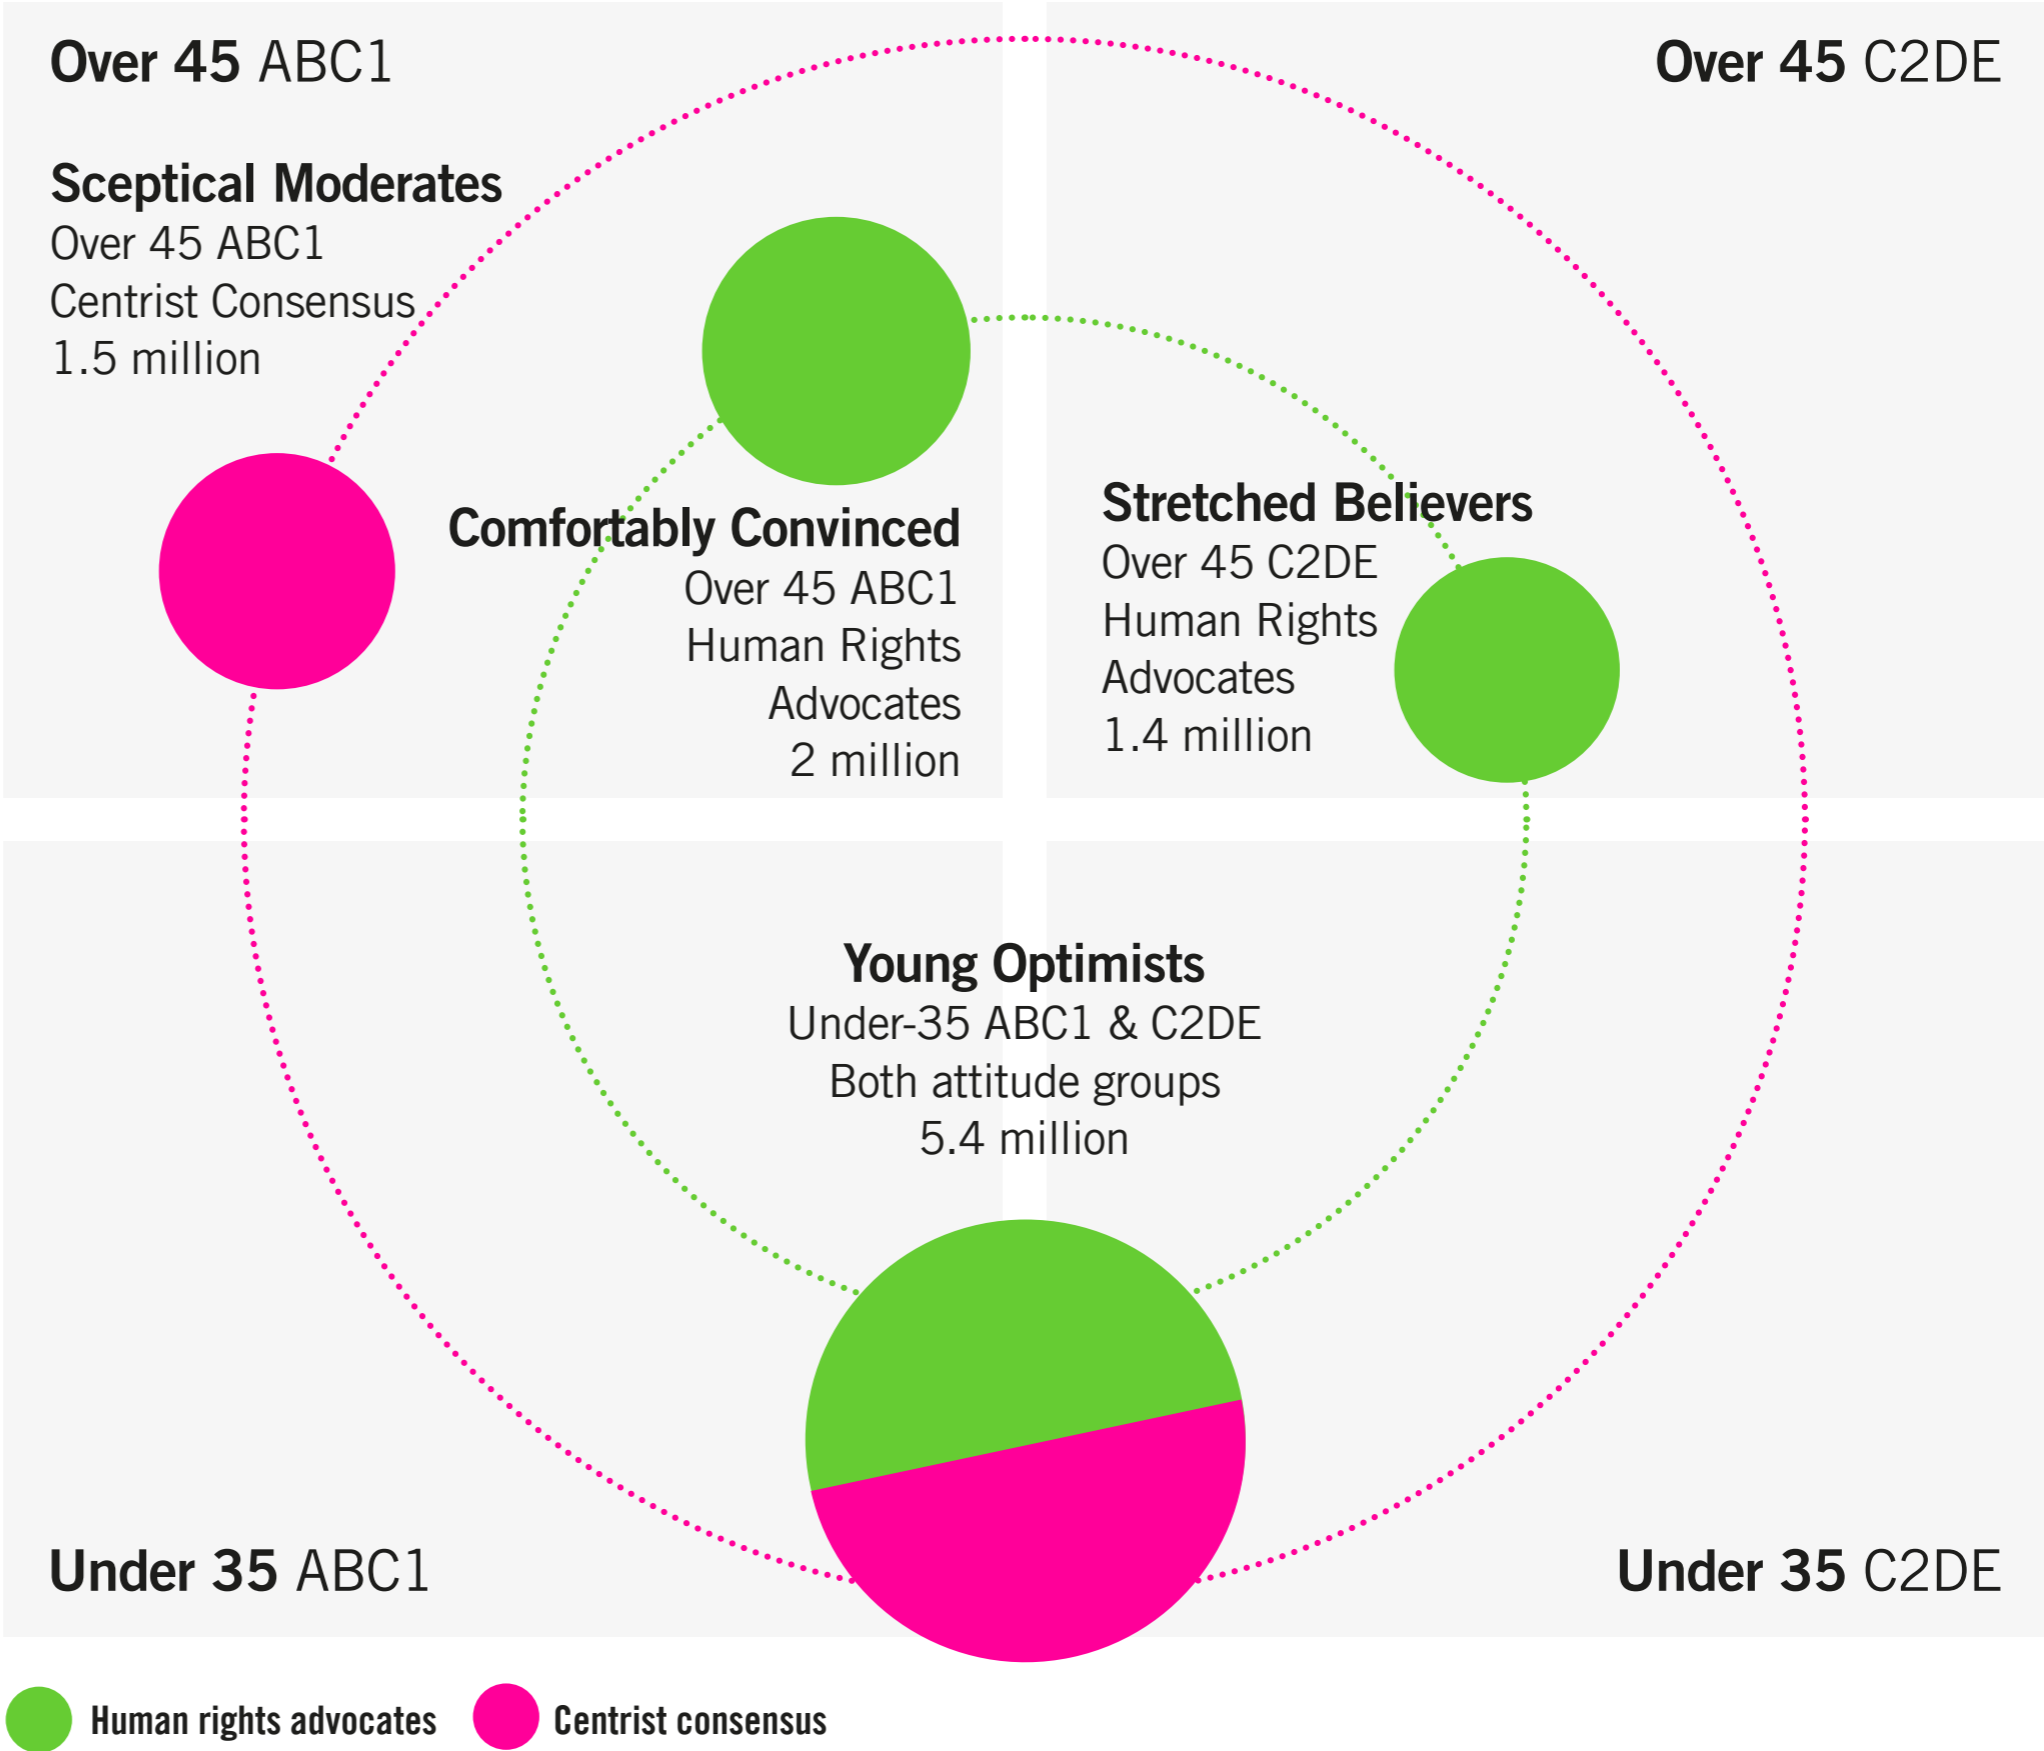 Over 45 ABC1
Over 45 C2DE
Sceptical Moderates
Over 45 ABC1
Centrist Consensus
1.5 million
Comfortably Convinced
Over 45 ABC1
Human Rights
Advocates
2 million
Stretched Believers
Over 45 C2DE
Human Rights
Advocates
1.4 million
Young Optimists
Under-35 ABC1 & C2DE
Both attitude groups
5.4 million
Under 35 ABC1
Under 35 C2DE
Human rights advocates
Centrist consensus